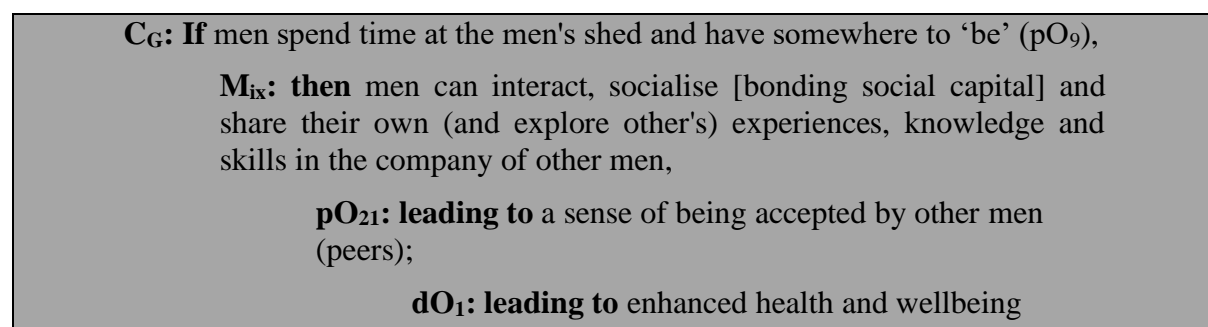 C_G: If men spend time at the men's shed and have somewhere to ‘be’ (pO₉),
M_ix: then men can interact, socialise [bonding social capital] and
share their own (and explore other's) experiences, knowledge and
skills in the company of other men,
pO₂₁: leading to a sense of being accepted by other men
(peers);
dO₁: leading to enhanced health and wellbeing